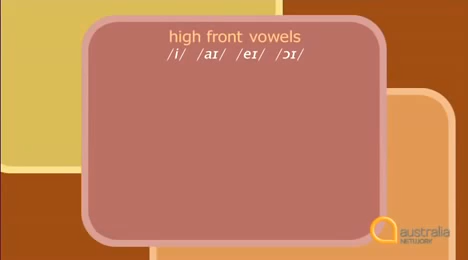 high front vowels
/i/ /aɪ/ /eɪ/ /ɔɪ/
australia
NETWORK